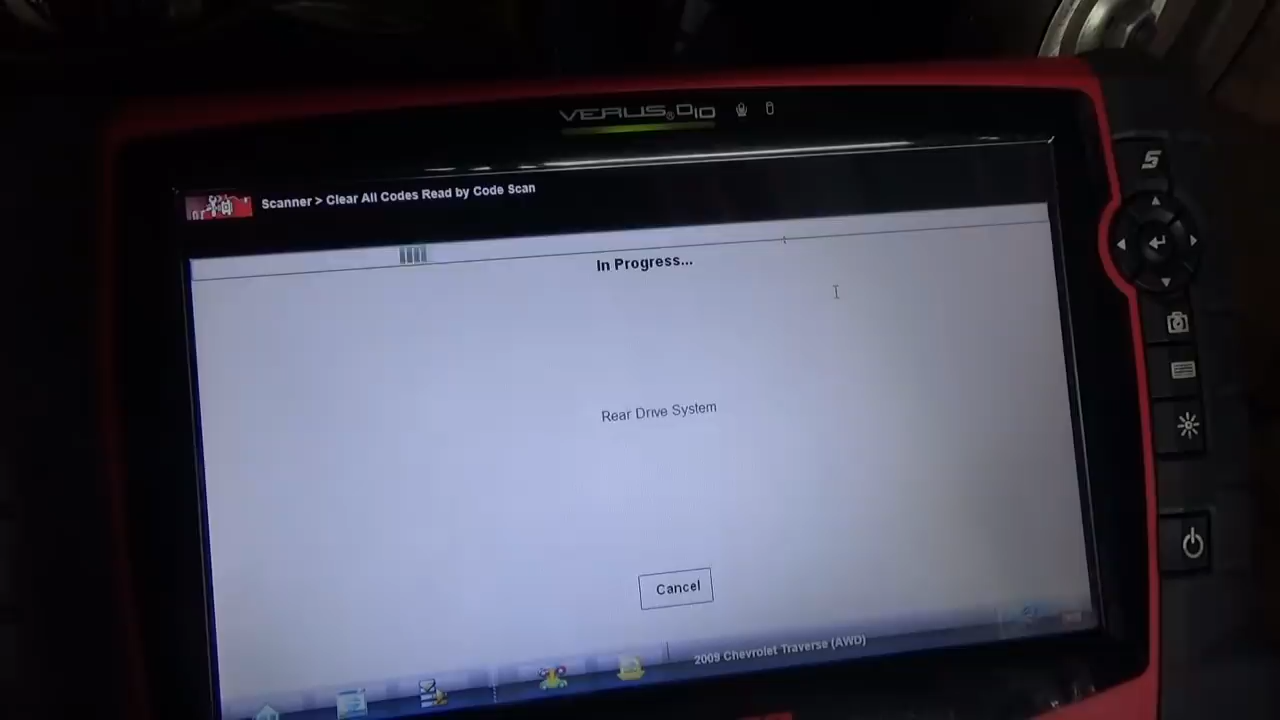 VERUS® D10
Scanner > Clear All Codes Read by Code Scan
In Progress...
Rear Drive System
Cancel
2009 Chevrolet Traverse (AWD)